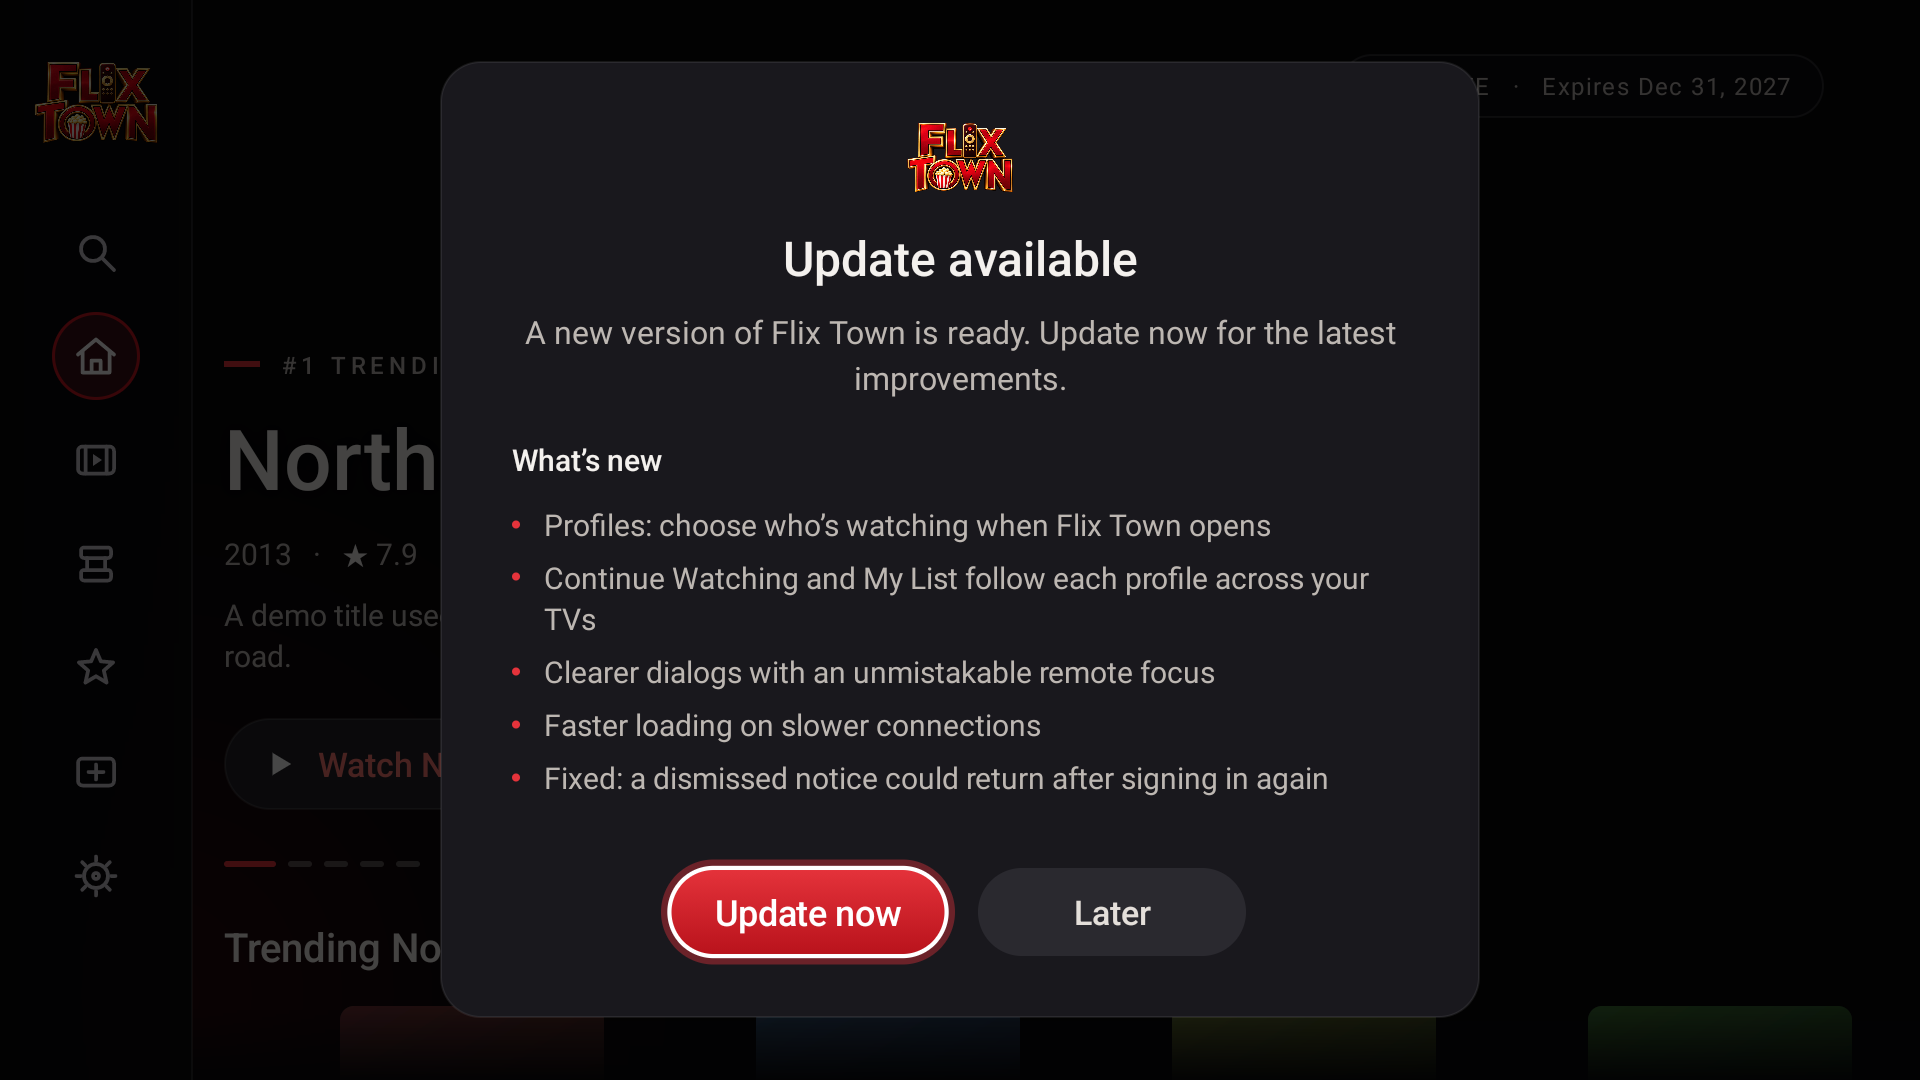 FLIX
TOWN
E · Expires Dec 31, 2027
FLIX
TOWN
Update available
A new version of Flix Town is ready. Update now for the latest
improvements.
What’s new
• Profiles: choose who’s watching when Flix Town opens
• Continue Watching and My List follow each profile across your
TVs
• Clearer dialogs with an unmistakable remote focus
• Faster loading on slower connections
• Fixed: a dismissed notice could return after signing in again
Update now
Later
#1 TRENDI
North
2013 · ★ 7.9
A demo title use
road.
Watch N
Trending No